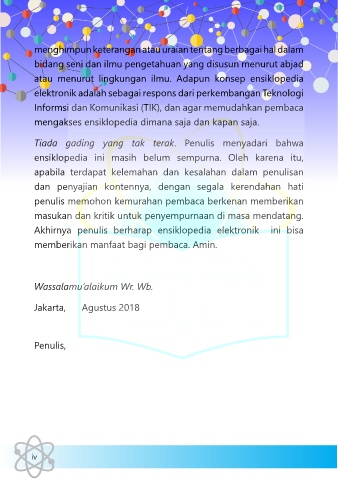 menghimpun keterangan atau uraian tentang berbagai hal dalam
bidang seni dan ilmu pengetahuan yang disusun menurut abjad
atau menurut lingkungan ilmu. Adapun konsep ensiklopedia
elektronik adalah sebagai respons dari perkembangan Teknologi
Informsi dan Komunikasi (TIK), dan agar memudahkan pembaca
mengakses ensiklopedia dimana saja dan kapan saja.
Tiada gading yang tak terak. Penulis menyadari bahwa
ensiklopedia ini masih belum sempurna. Oleh karena itu,
apabila terdapat kelemahan dan kesalahan dalam penulisan
dan penyajian kontennya, dengan segala kerendahan hati
penulis memohon kemurahan pembaca berkenan memberikan
masukan dan kritik untuk penyempurnaan di masa mendatang.
Akhirnya penulis berharap ensiklopedia elektronik ini bisa
memberikan manfaat bagi pembaca. Amin.
Wassalamu'alaikum Wr. Wb.
Jakarta, Agustus 2018
Penulis,
iv